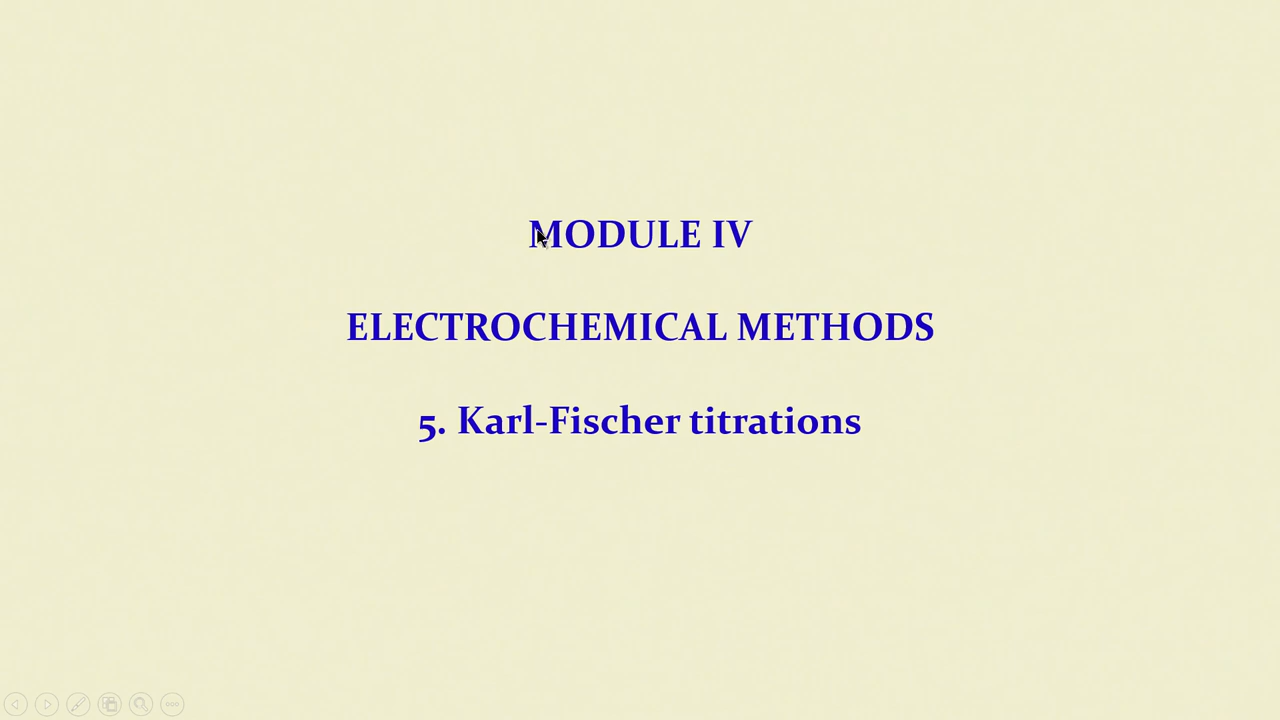 MODULE IV
ELECTROCHEMICAL METHODS
5. Karl-Fischer titrations